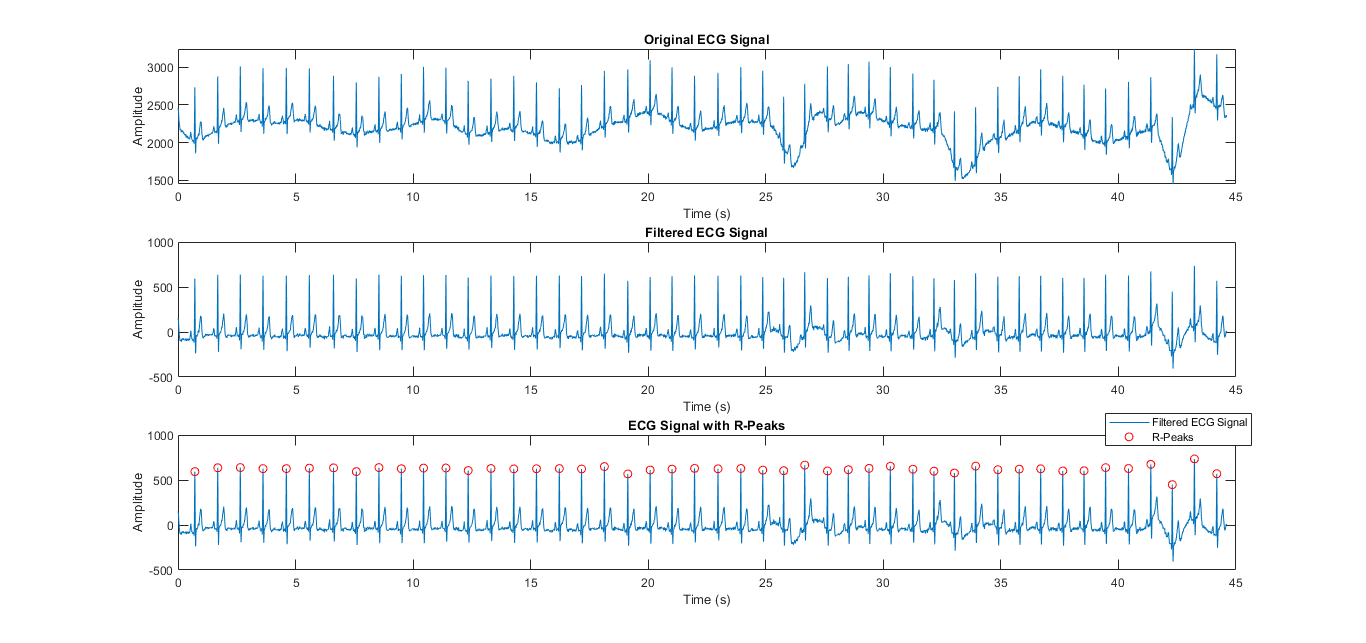 Original ECG Signal
3000
2500
2000
1500
Amplitude
0 5 10 15 20 25 30 35 40 45
Time (s)
Filtered ECG Signal
1000
500
0
-500
Amplitude
0 5 10 15 20 25 30 35 40 45
Time (s)
ECG Signal with R-Peaks
Filtered ECG Signal
R-Peaks
1000
500
0
-500
Amplitude
0 5 10 15 20 25 30 35 40 45
Time (s)